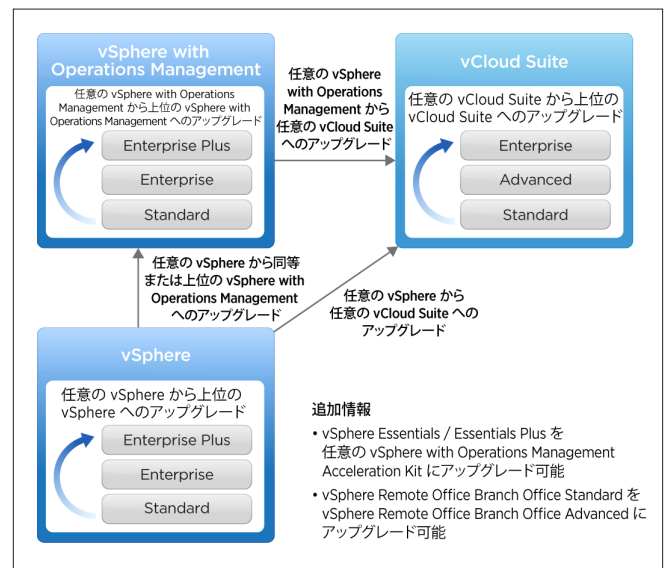 vSphere with
Operations Management
任意の vSphere with Operations
Management から上位の vSphere with
Operations Management へのアップグレード
Enterprise Plus
Enterprise
Standard
任意の vSphere
with Operations
Management から
任意の vCloud Suite
へのアップグレード
vCloud Suite
任意の vCloud Suite から上位の
vCloud Suite へのアップグレード
Enterprise
Advanced
Standard
任意の vSphere から同等
または上位の vSphere with
Operations Management
へのアップグレード
任意の vSphere から
任意の vCloud Suite への
アップグレード
vSphere
任意の vSphere から上位の
vSphere へのアップグレード
Enterprise Plus
Enterprise
Standard
追加情報
• vSphere Essentials / Essentials Plus を
任意の vSphere with Operations Management
Acceleration Kit にアップグレード可能
• vSphere Remote Office Branch Office Standard を
vSphere Remote Office Branch Office Advanced に
アップグレード可能